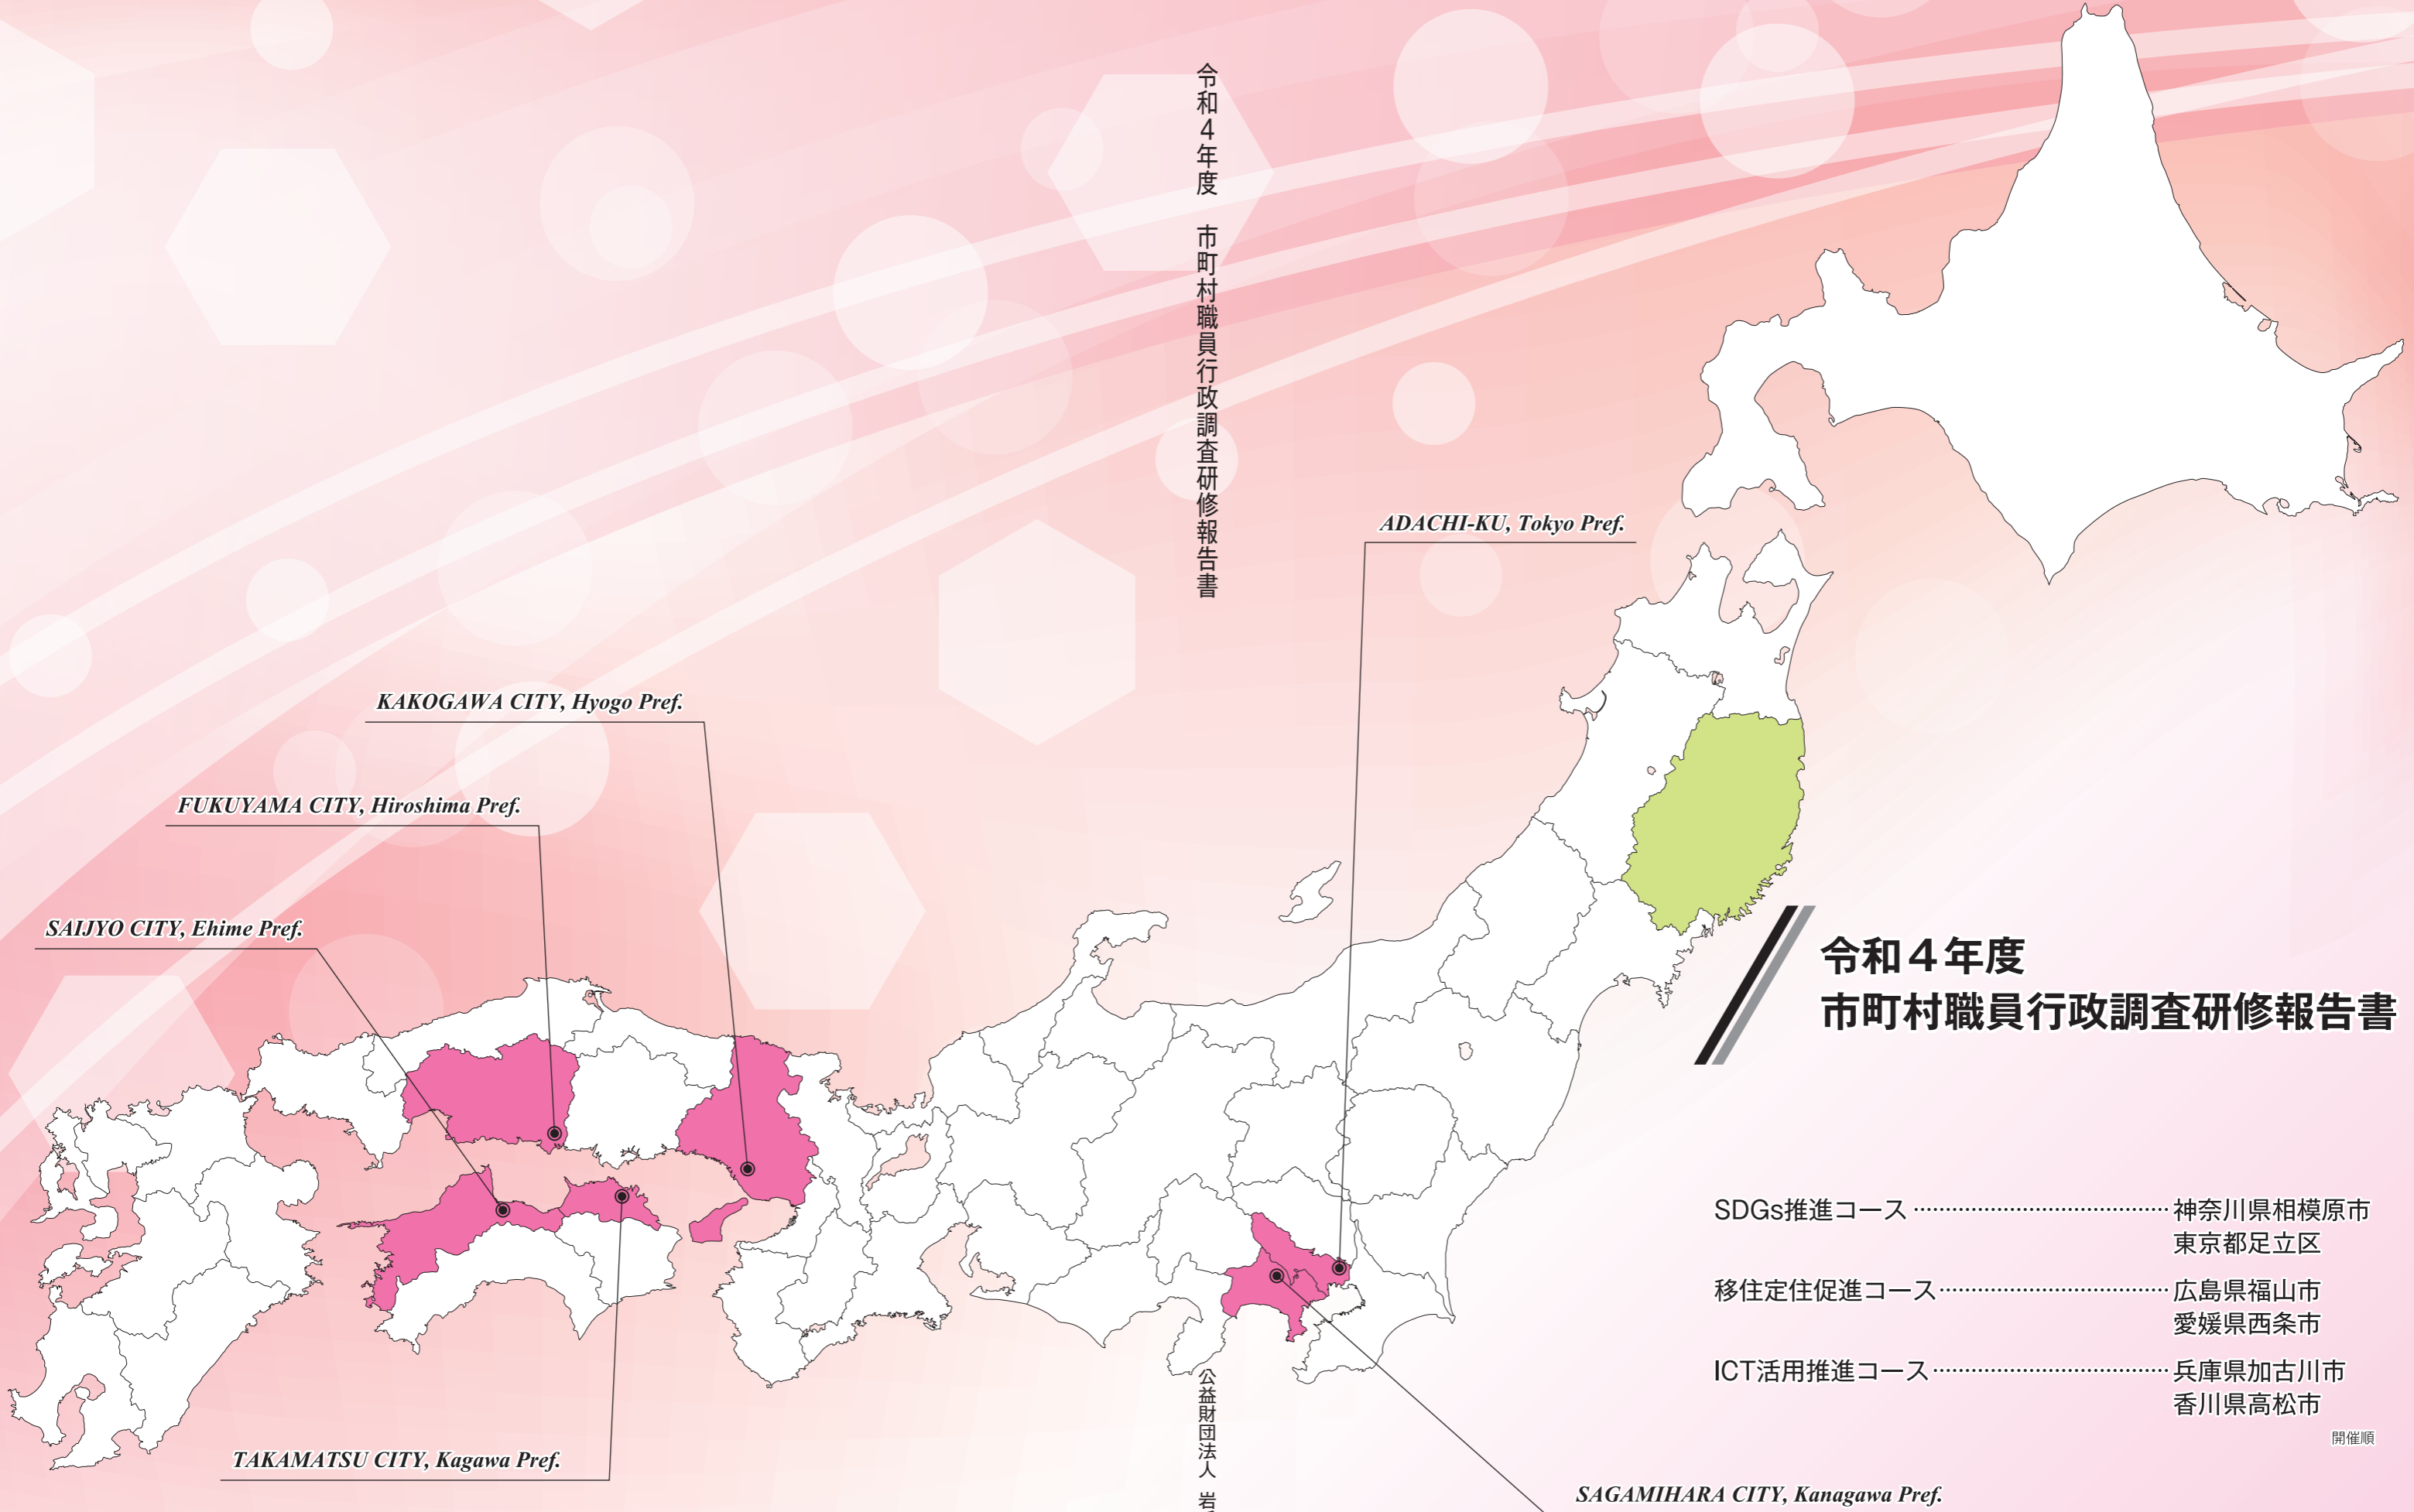 令和４年度　市町村職員行政調査研修報告書
ADACHI-KU, Tokyo Pref.
KAKOGAWA CITY, Hyogo Pref.
FUKUYAMA CITY, Hiroshima Pref.
SAIJYO CITY, Ehime Pref.
令和４年度
市町村職員行政調査研修報告書
SDGs推進コース…………………………………神奈川県相模原市
東京都足立区
移住定住促進コース………………………………広島県福山市
愛媛県西条市
ICT活用推進コース………………………………兵庫県加古川市
香川県高松市
開催順
TAKAMATSU CITY, Kagawa Pref.
公益財団法人
SAGAMIHARA CITY, Kanagawa Pref.